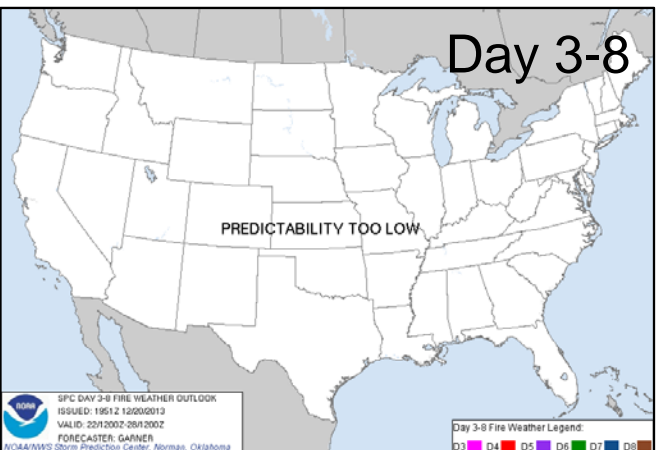 Day 3-8
PREDICTABILITY TOO LOW
NOAA
SPC DAY 3-8 FIRE WEATHER OUTLOOK
ISSUED: 1951Z 12/20/2013
VALID: 22/1200Z-28/1200Z
FORECASTER: GARNER
NOAA/NWS Storm Prediction Center, Norman, Oklahoma
Day 3-8 Fire Weather Legend:
D3 D4 D5 D6 D7 D8